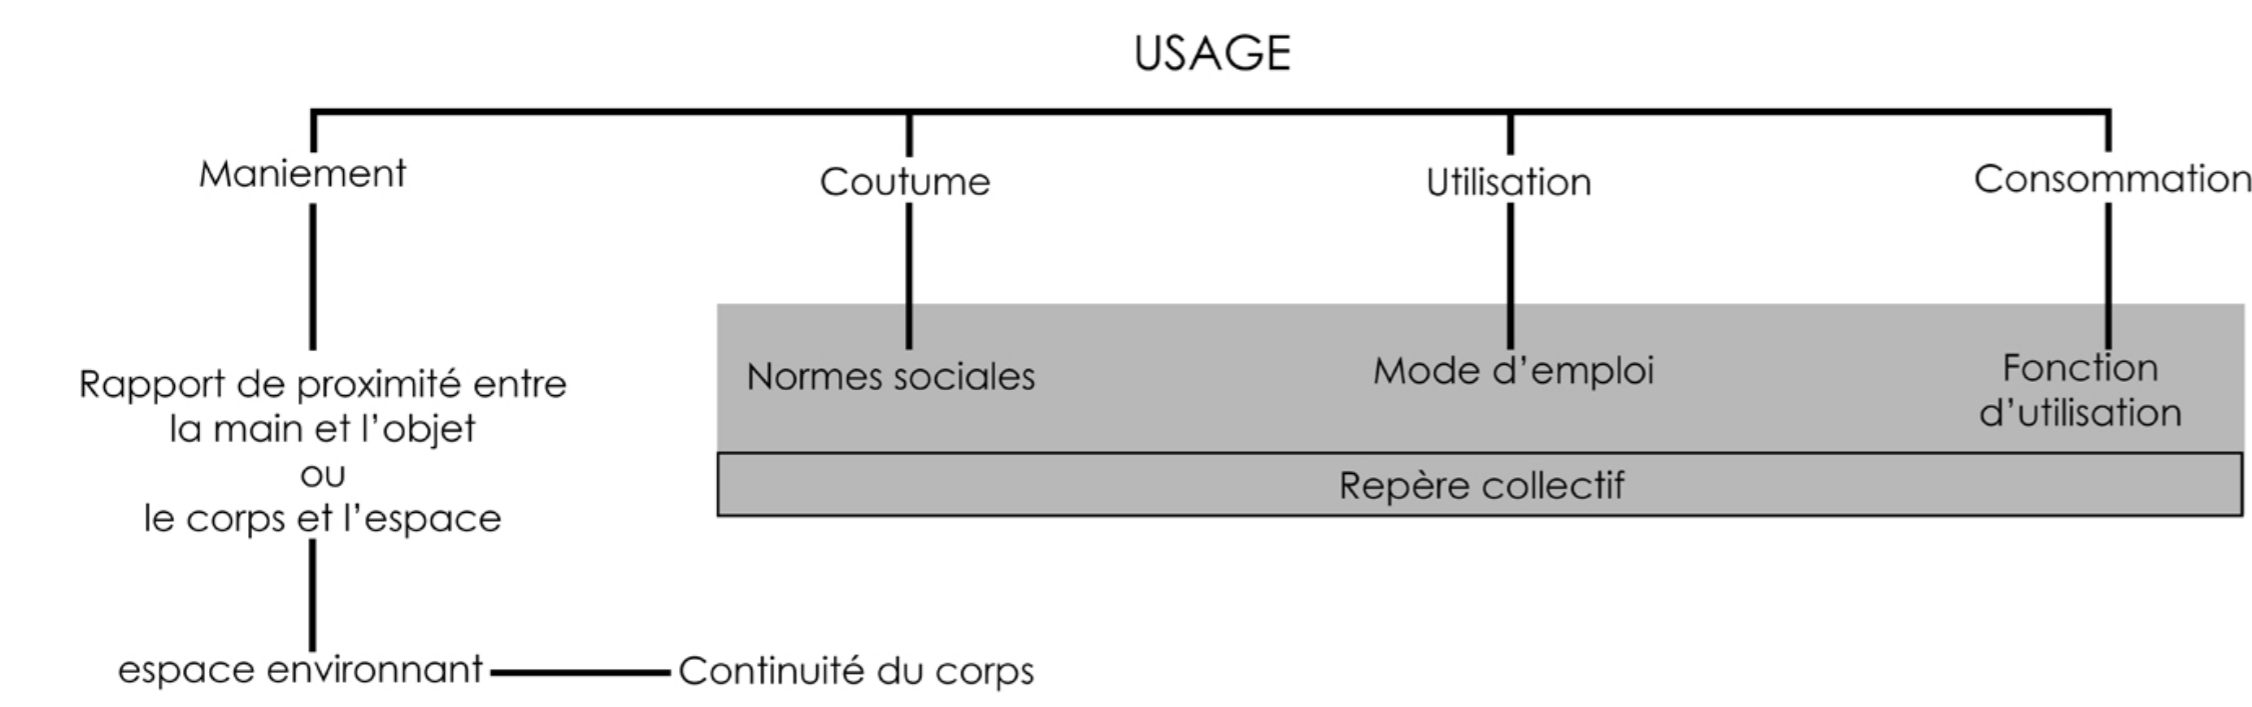 USAGE
Maniement
Coutume
Utilisation
Consommation
Rapport de proximité entre
la main et l'objet
ou
le corps et l'espace
Normes sociales
Mode d'emploi
Fonction
d'utilisation
Repère collectif
espace environnant
Continuité du corps